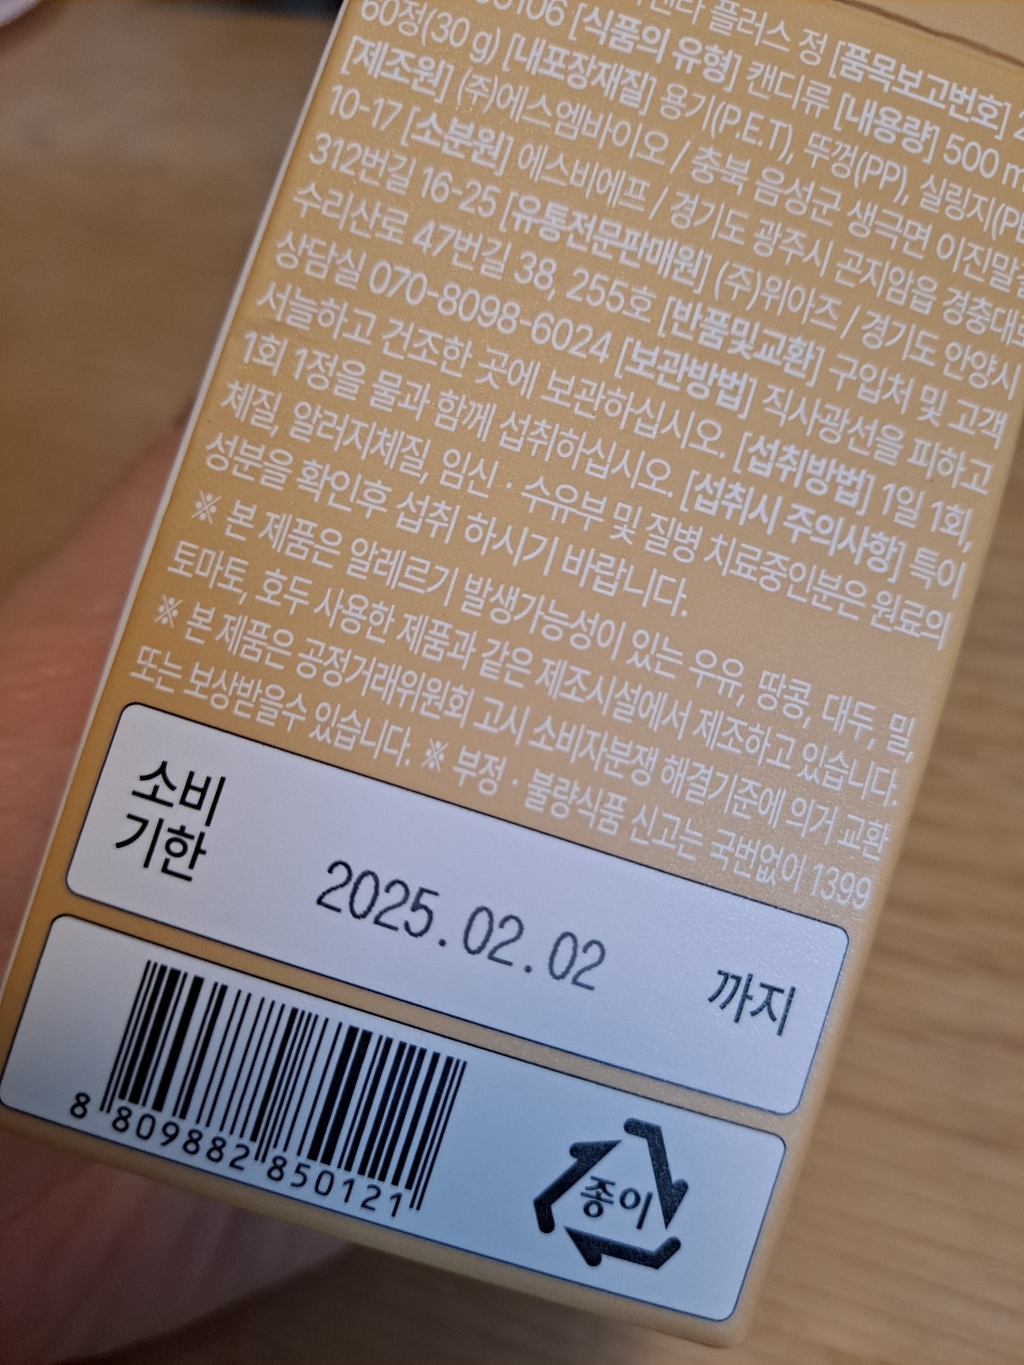 플러스 정 [품목보고번호]
106 [식품의 유형] 캔디류 [내용량] 500
60정(30 g) [내포장재질] 용기(P.E.T), 뚜껑(PP), 실링지
[제조원] (주)에스엠바이오 / 충북 음성군 생극면 이진말길
10-17 [소분원] 에스비에프 / 경기도 광주시 곤지암읍 경충대로
312번길 16-25 [유통전문판매원] (주)위아즈 / 경기도 안양시
수리산로 47번길 38, 255호 [반품및교환] 구입처 및 고객
상담실 070-8098-6024 [보관방법] 직사광선을 피하고
서늘하고 건조한 곳에 보관하십시오. [섭취방법] 1일 1회,
1회 1정을 물과 함께 섭취하십시오. [섭취시 주의사항] 특이
체질, 알러지체질, 임신 · 수유부 및 질병 치료중인분은 원료의
성분을 확인후 섭취 하시기 바랍니다.
※ 본 제품은 알레르기 발생가능성이 있는 우유, 땅콩, 대두, 밀,
토마토, 호두 사용한 제품과 같은 제조시설에서 제조하고 있습니다.
※ 본 제품은 공정거래위원회 고시 소비자분쟁 해결기준에 의거 교환
또는 보상받을수 있습니다. ※ 부정 · 불량식품 신고는 국번없이 1399
소비
기한
2025.02.02
까지
8 809882 850121
종이